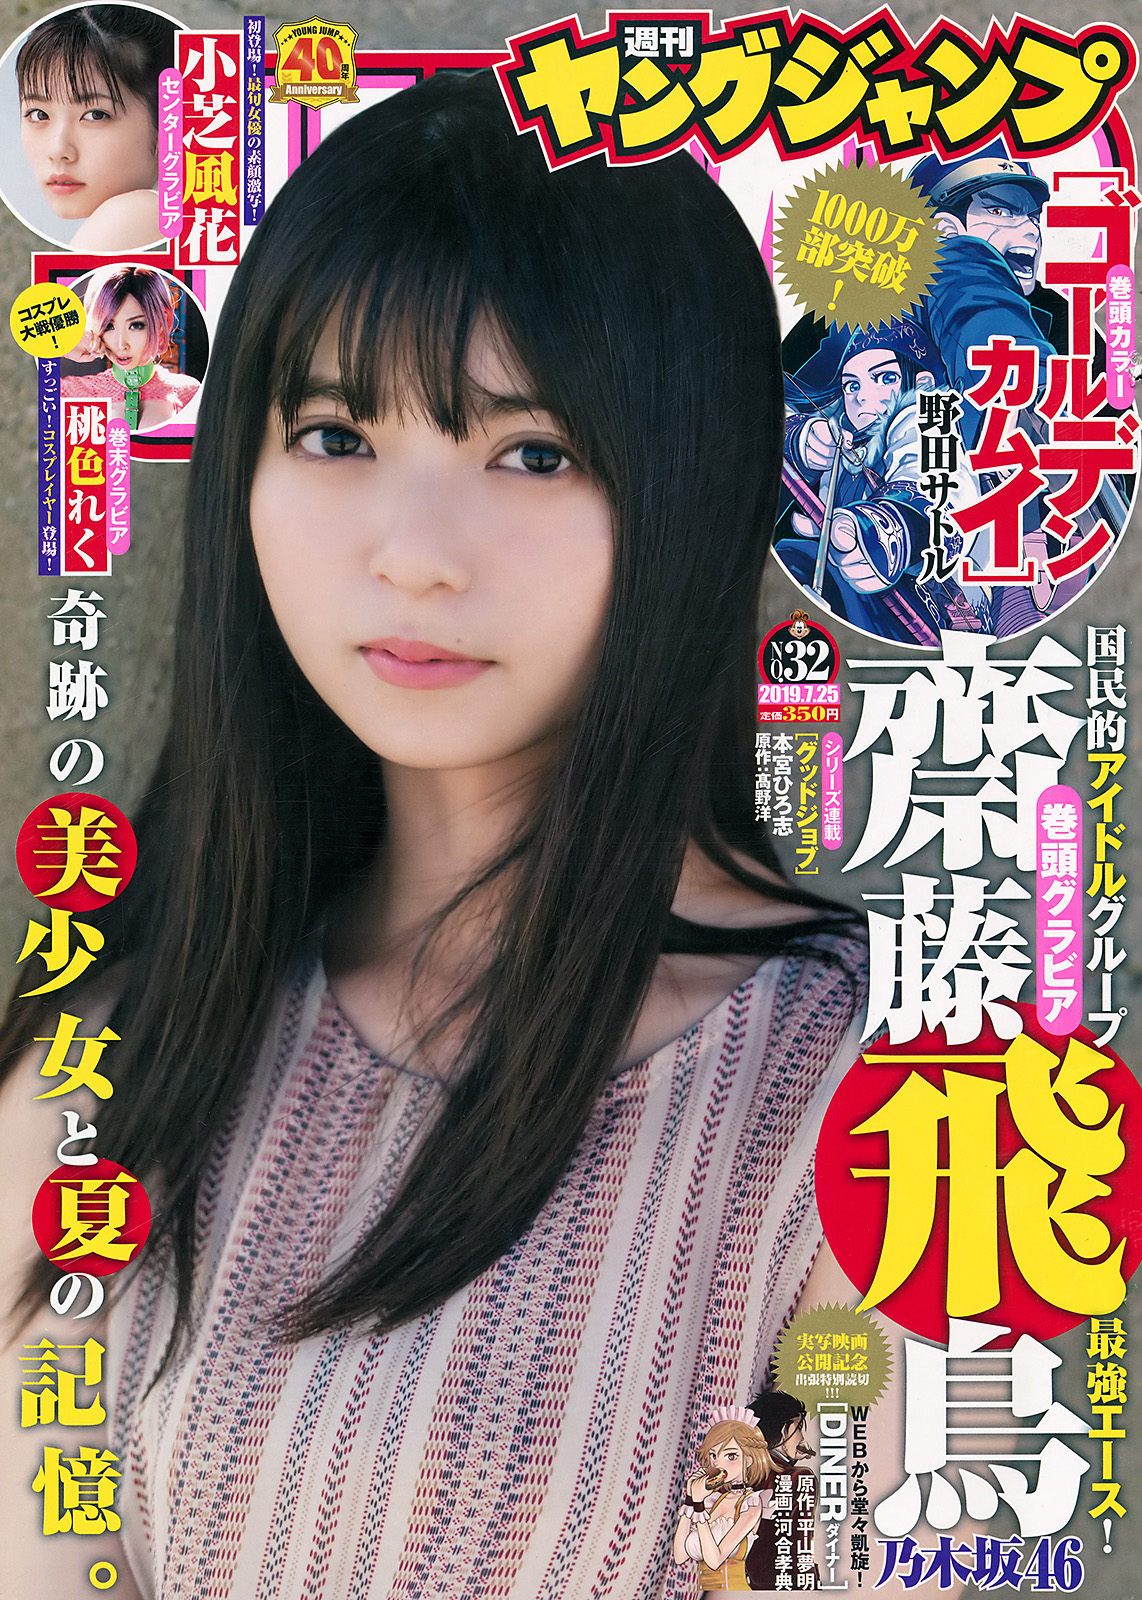 週刊
ヤングジャンプ
YOUNG JUMP
40周年
Anniversary
初登場！最旬女優の素顔激写！
小芝風花
センターグラビア
コスプレ
大戦優勝！
巻末グラビア
桃色れく
すっごい！コスプレイヤー登場！
1000万
部突破！
巻頭カラー
［ゴールデン
カムイ］
野田サトル
NO.32
2019.7.25
定価350円
シリーズ連載
［グッドジョブ］
本宮ひろ志
原作：髙野洋
国民的アイドルグループ
最強エース！
巻頭グラビア
齋藤飛鳥
乃木坂46
奇跡の美少女と夏の記憶。
実写映画
公開記念
出張特別読切
!!!
WEBから堂々凱旋！
［DINER ダイナー］
原作：平山夢明
漫画：河合孝典